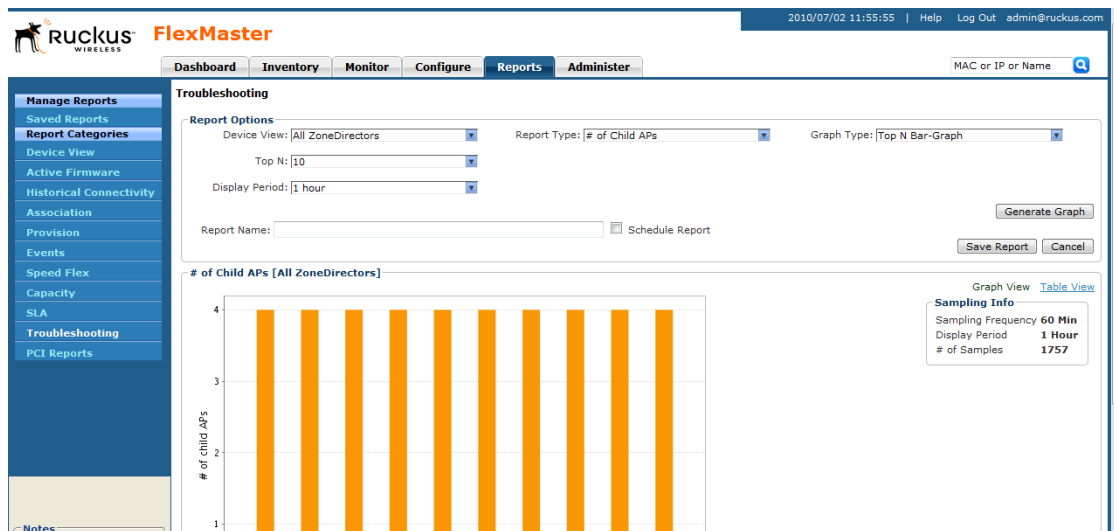 2010/07/02 11:55:55 | Help Log Out admin@ruckus.com
Ruckus WIRELESS FlexMaster
Dashboard Inventory Monitor Configure Reports Administer MAC or IP or Name
Manage Reports
Saved Reports
Report Categories
Device View
Active Firmware
Historical Connectivity
Association
Provision
Events
Speed Flex
Capacity
SLA
Troubleshooting
PCI Reports
Notes
Troubleshooting
Report Options
Device View: All ZoneDirectors Report Type: # of Child APs Graph Type: Top N Bar-Graph
Top N: 10
Display Period: 1 hour
Generate Graph
Report Name: Schedule Report
Save Report Cancel
# of Child APs [All ZoneDirectors]
Graph View Table View
Sampling Info
Sampling Frequency 60 Min
Display Period 1 Hour
# of Samples 1757
# of child APs
4
3
2
1